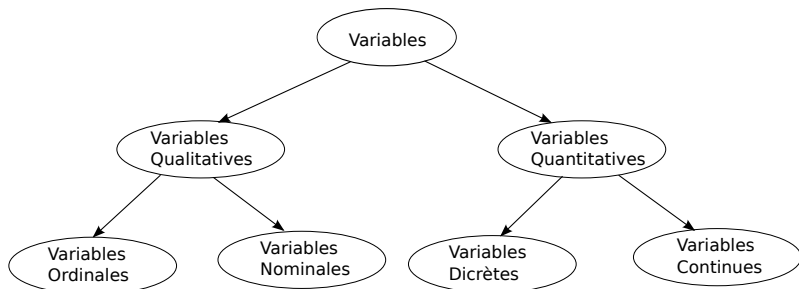 Variables
Variables
Qualitatives
Variables
Quantitatives
Variables
Ordinales
Variables
Nominales
Variables
Dicrètes
Variables
Continues